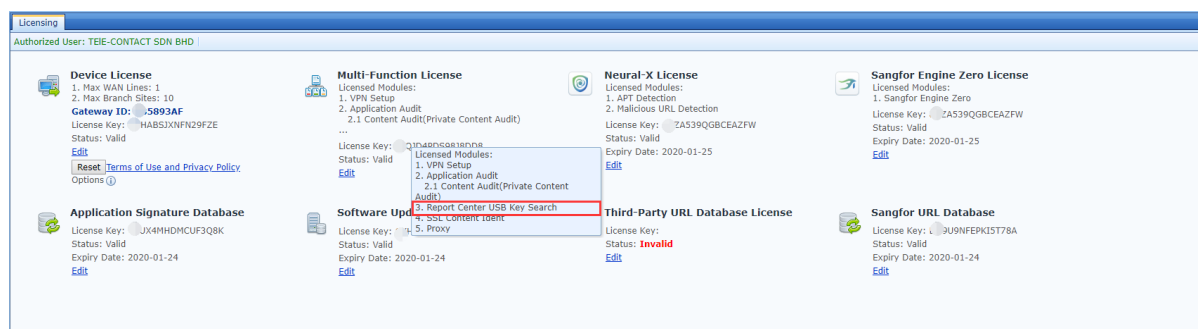 Licensing
Authorized User: TEIE-CONTACT SDN BHD
Device License
1. Max WAN Lines: 1
2. Max Branch Sites: 10
Gateway ID: 5893AF
License Key: HABSJXNFN29FZE
Status: Valid
Edit
Reset Terms of Use and Privacy Policy
Options
Multi-Function License
Licensed Modules:
1. VPN Setup
2. Application Audit
2.1 Content Audit(Private Content Audit)
...
License Key:
Status: Valid
Edit
Licensed Modules:
1. VPN Setup
2. Application Audit
2.1 Content Audit(Private Content
Audit)
3. Report Center USB Key Search
4. SSL Content Ident
5. Proxy
Neural-X License
Licensed Modules:
1. APT Detection
2. Malicious URL Detection
License Key: ZA539QGBCEAZFW
Status: Valid
Expiry Date: 2020-01-25
Edit
Sangfor Engine Zero License
Licensed Modules:
1. Sangfor Engine Zero
License Key: ZA539QGBCEAZFW
Status: Valid
Expiry Date: 2020-01-25
Edit
Application Signature Database
License Key: UX4MHDMCUF3Q8K
Status: Valid
Expiry Date: 2020-01-24
Edit
Software Upd
License Key:
Status: Valid
Expiry Date: 2020-01-24
Edit
Third-Party URL Database License
License Key:
Status: Invalid
Edit
Sangfor URL Database
License Key: 9U9NFEPKI5T78A
Status: Valid
Expiry Date: 2020-01-24
Edit